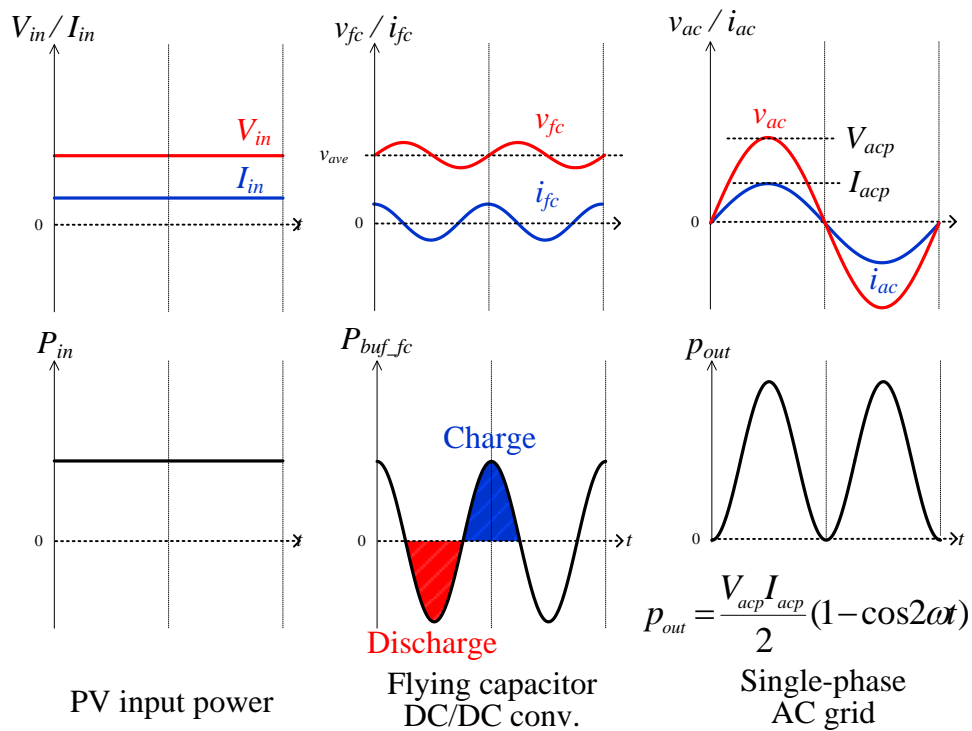 V_in / I_in
V_in
I_in
0
t
v_fc / i_fc
v_fc
v_ave
i_fc
0
v_ac / i_ac
v_ac
V_acp
I_acp
0
i_ac
P_in
0
t
P_buf_fc
Charge
0
t
Discharge
p_out
0
t
p_out = V_acp I_acp / 2 (1 − cos2ωt)
PV input power
Flying capacitor
DC/DC conv.
Single-phase
AC grid